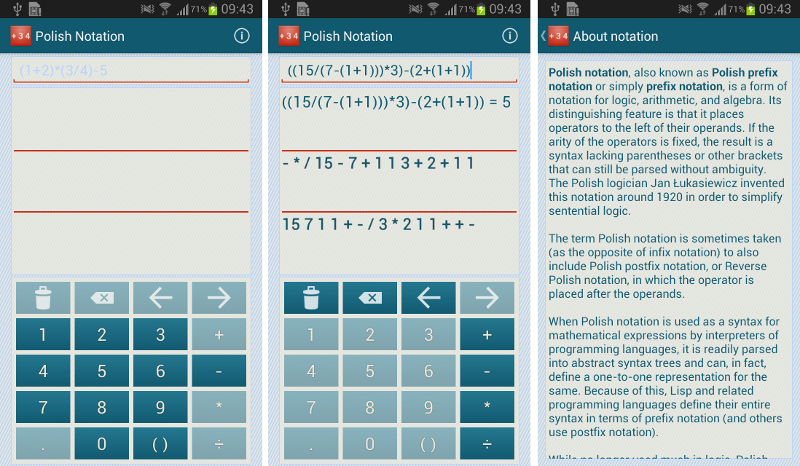 71% 09:43
+ 3 4 Polish Notation
(1+2)*(3/4)-5
1 2 3 +
4 5 6 -
7 8 9 *
. 0 ( ) ÷
71% 09:43
+ 3 4 Polish Notation
((15/(7-(1+1)))*3)-(2+(1+1))
((15/(7-(1+1)))*3)-(2+(1+1)) = 5
- * / 15 - 7 + 1 1 3 + 2 + 1 1
15 7 1 1 + - / 3 * 2 1 1 + + -
1 2 3 +
4 5 6 -
7 8 9 *
. 0 ( ) ÷
71% 09:43
+ 3 4 About notation
Polish notation, also known as Polish prefix
notation or simply prefix notation, is a form of
notation for logic, arithmetic, and algebra. Its
distinguishing feature is that it places
operators to the left of their operands. If the
arity of the operators is fixed, the result is a
syntax lacking parentheses or other brackets
that can still be parsed without ambiguity.
The Polish logician Jan Łukasiewicz invented
this notation around 1920 in order to simplify
sentential logic.
The term Polish notation is sometimes taken
(as the opposite of infix notation) to also
include Polish postfix notation, or Reverse
Polish notation, in which the operator is
placed after the operands.
When Polish notation is used as a syntax for
mathematical expressions by interpreters of
programming languages, it is readily parsed
into abstract syntax trees and can, in fact,
define a one-to-one representation for the
same. Because of this, Lisp and related
programming languages define their entire
syntax in terms of prefix notation (and others
use postfix notation).
While no longer used much in logic, Polish